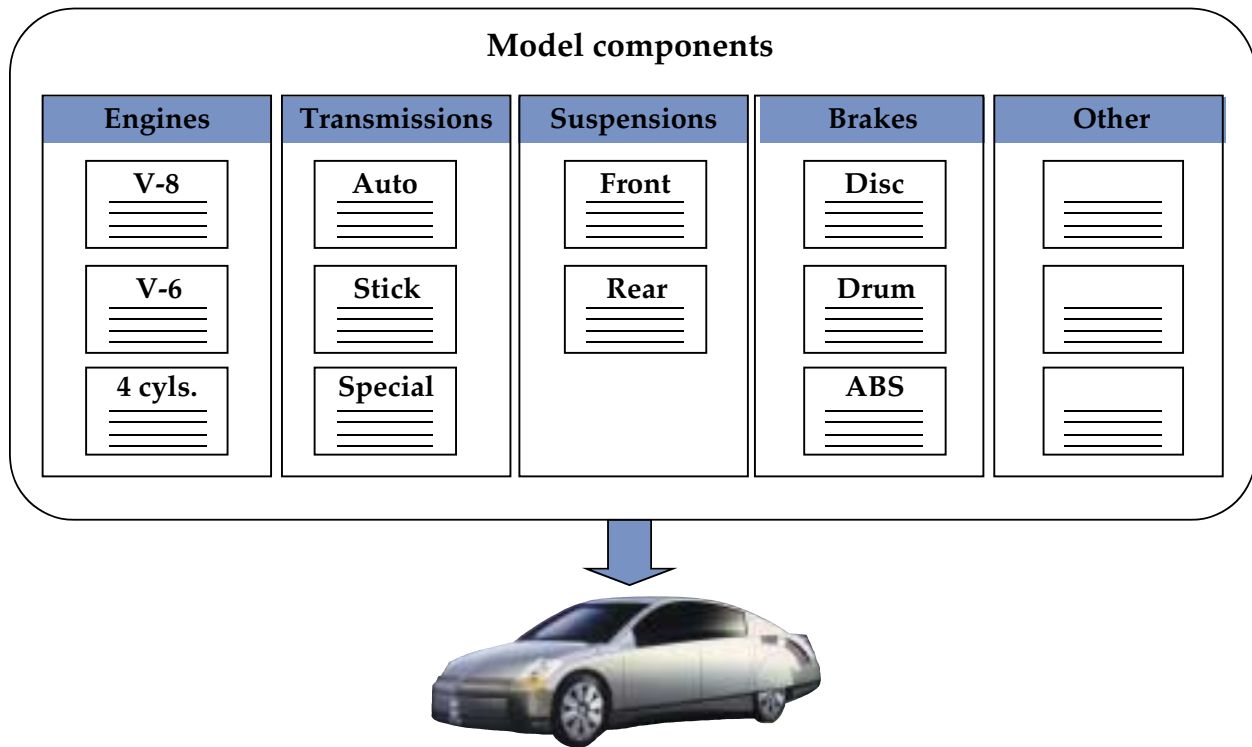 Model components
Engines
V-8
V-6
4 cyls.
Transmissions
Auto
Stick
Special
Suspensions
Front
Rear
Brakes
Disc
Drum
ABS
Other